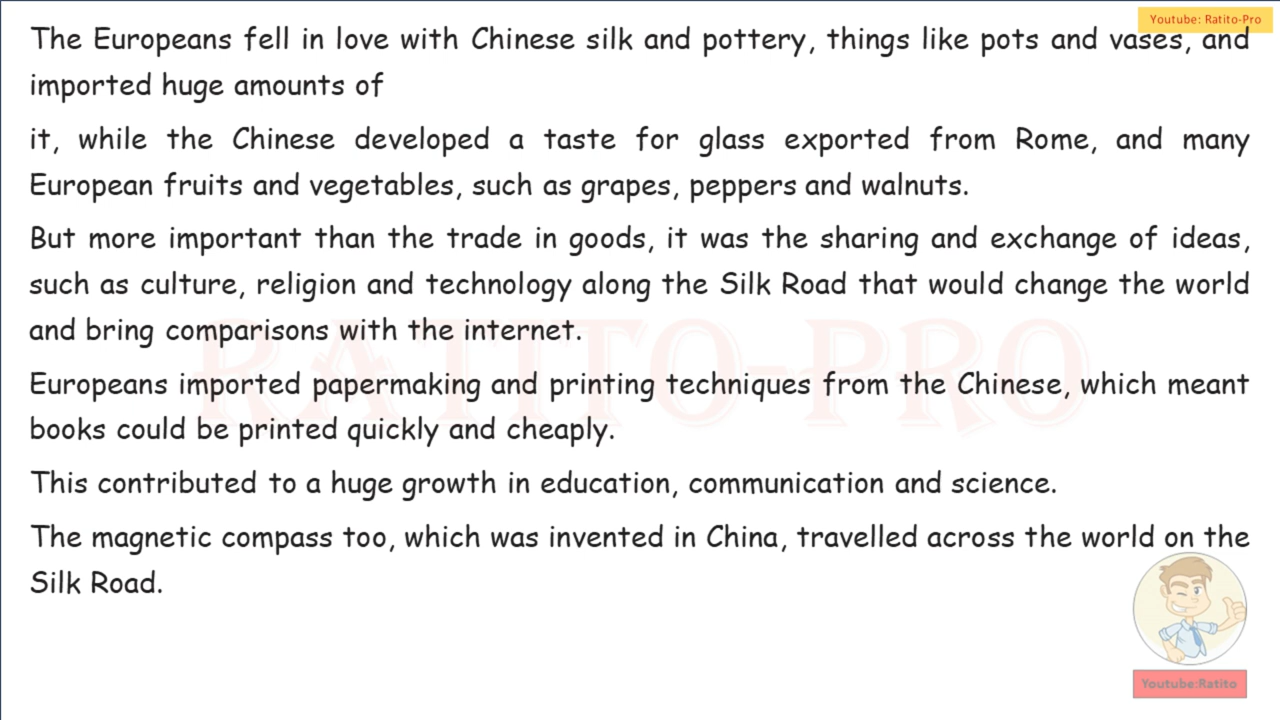 Youtube: Ratito-Pro
The Europeans fell in love with Chinese silk and pottery, things like pots and vases, and
imported huge amounts of
it, while the Chinese developed a taste for glass exported from Rome, and many
European fruits and vegetables, such as grapes, peppers and walnuts.
But more important than the trade in goods, it was the sharing and exchange of ideas,
such as culture, religion and technology along the Silk Road that would change the world
and bring comparisons with the internet.
RATITO-PRO
Europeans imported papermaking and printing techniques from the Chinese, which meant
books could be printed quickly and cheaply.
This contributed to a huge growth in education, communication and science.
The magnetic compass too, which was invented in China, travelled across the world on the
Silk Road.
Youtube:Ratito